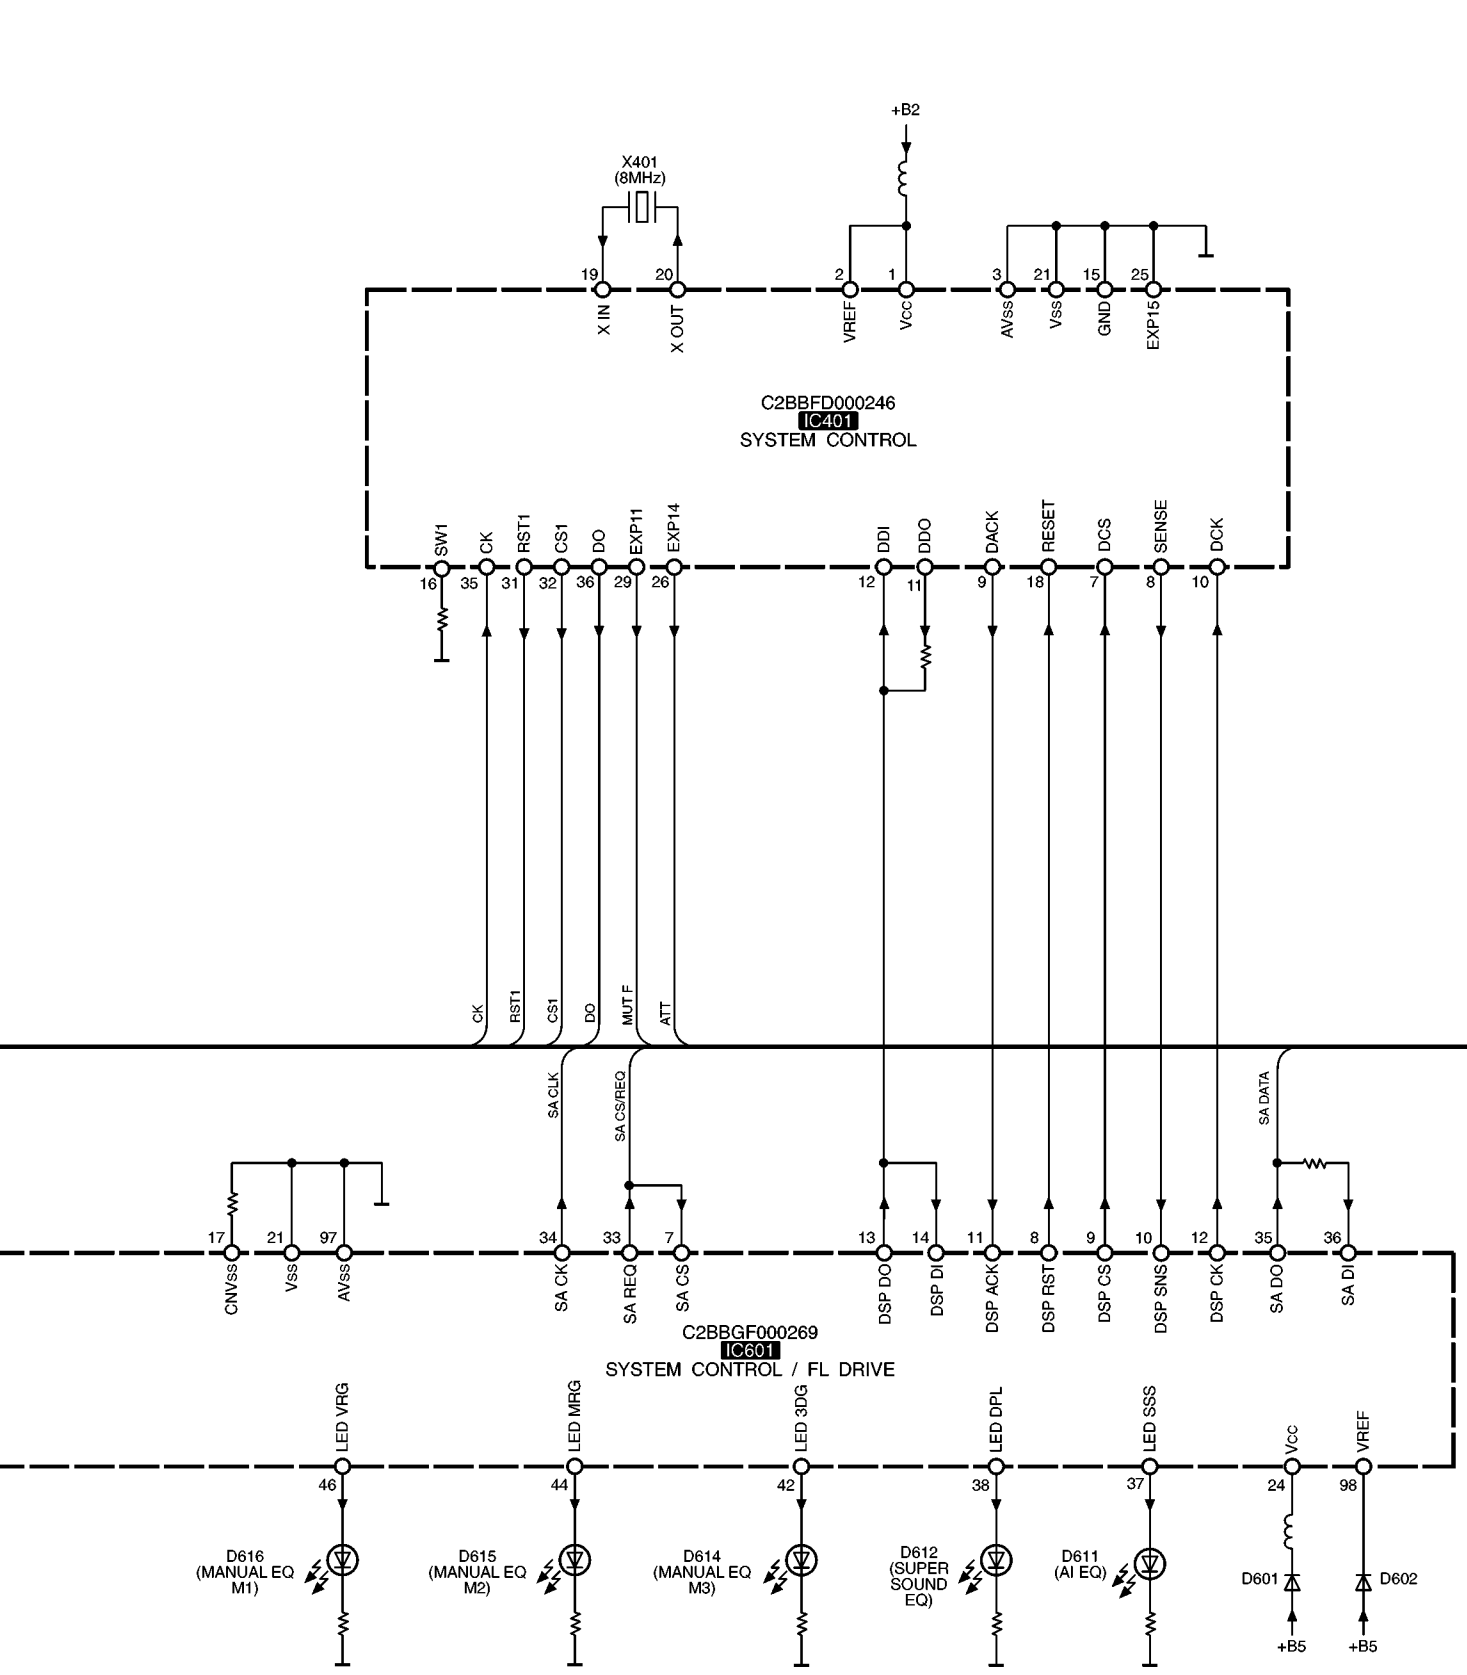 +B2
X401
(8MHz)
19 20 2 1 3 21 15 25
X IN
X OUT
VREF
VCC
AVSS
VSS
GND
EXP15
C2BBFD000246
IC401
SYSTEM CONTROL
SW1
CK
RST1
CS1
DO
EXP11
EXP14
DDI
DDO
DACK
RESET
DCS
SENSE
DCK
16 35 31 32 36 29 26 12 11 9 18 7 8 10
CK
RST1
CS1
DO
MUT F
ATT
SA CLK
SA CS/REQ
SA DATA
17 21 97 34 33 7 13 14 11 8 9 10 12 35 36
CNVSS
VSS
AVSS
SA CK
SA REQ
SA CS
DSP DO
DSP DI
DSP ACK
DSP RST
DSP CS
DSP SNS
DSP CK
SA DO
SA DI
C2BBGF000269
IC601
SYSTEM CONTROL / FL DRIVE
LED VRG
LED MRG
LED 3DG
LED DPL
LED SSS
VCC
VREF
46 44 42 38 37 24 98
D616
(MANUAL EQ
M1)
D615
(MANUAL EQ
M2)
D614
(MANUAL EQ
M3)
D612
(SUPER
SOUND
EQ)
D611
(AI EQ)
D601
D602
+B5
+B5